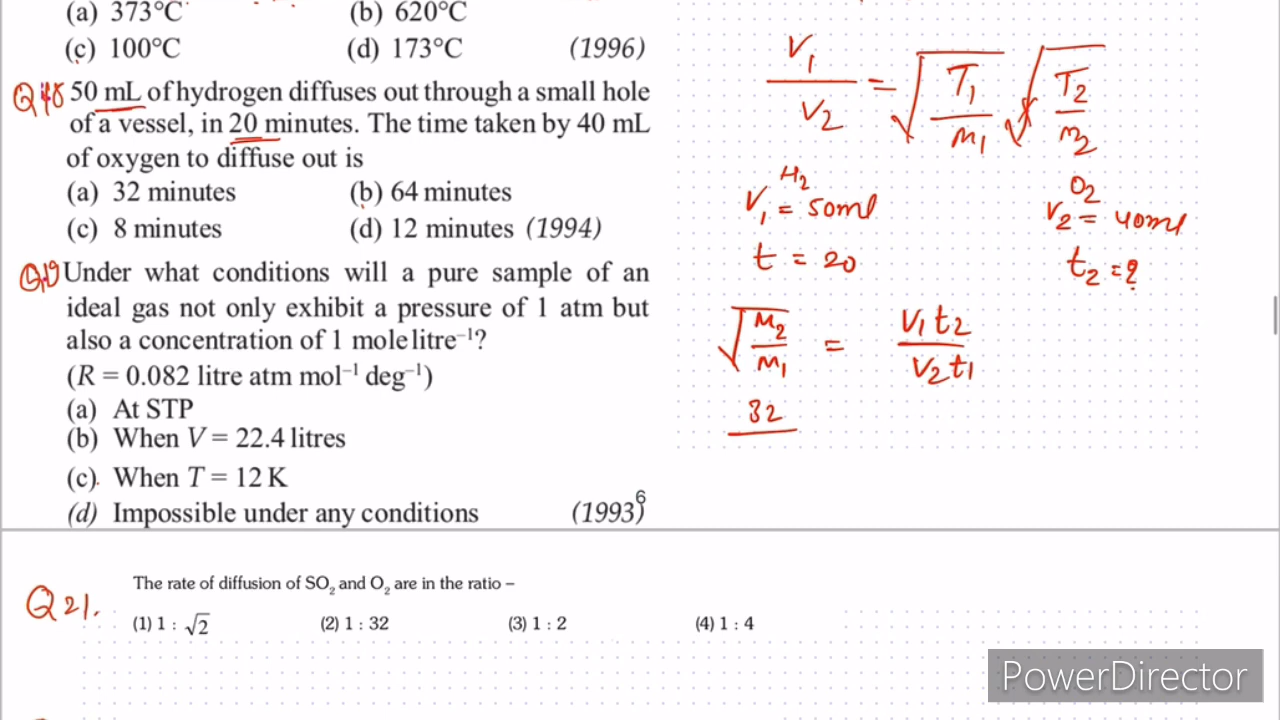 (a) 373°C (b) 620°C
(c) 100°C (d) 173°C (1996)
50 mL of hydrogen diffuses out through a small hole
of a vessel, in 20 minutes. The time taken by 40 mL
of oxygen to diffuse out is
(a) 32 minutes (b) 64 minutes
(c) 8 minutes (d) 12 minutes (1994)
Under what conditions will a pure sample of an
ideal gas not only exhibit a pressure of 1 atm but
also a concentration of 1 mole litre⁻¹?
(R = 0.082 litre atm mol⁻¹ deg⁻¹)
(a) At STP
(b) When V = 22.4 litres
(c) When T = 12 K
(d) Impossible under any conditions (1993)
6
V₁/V₂ = √(T₁/m₁) √(T₂/m₂)
H₂ O₂
V₁ = 50ml V₂ = 40ml
t = 20 t₂ = ?
√(M₂/M₁) = V₁t₂/V₂t₁
32
Q21.
The rate of diffusion of SO₂ and O₂ are in the ratio –
(1) 1 : √2 (2) 1 : 32 (3) 1 : 2 (4) 1 : 4
PowerDirector